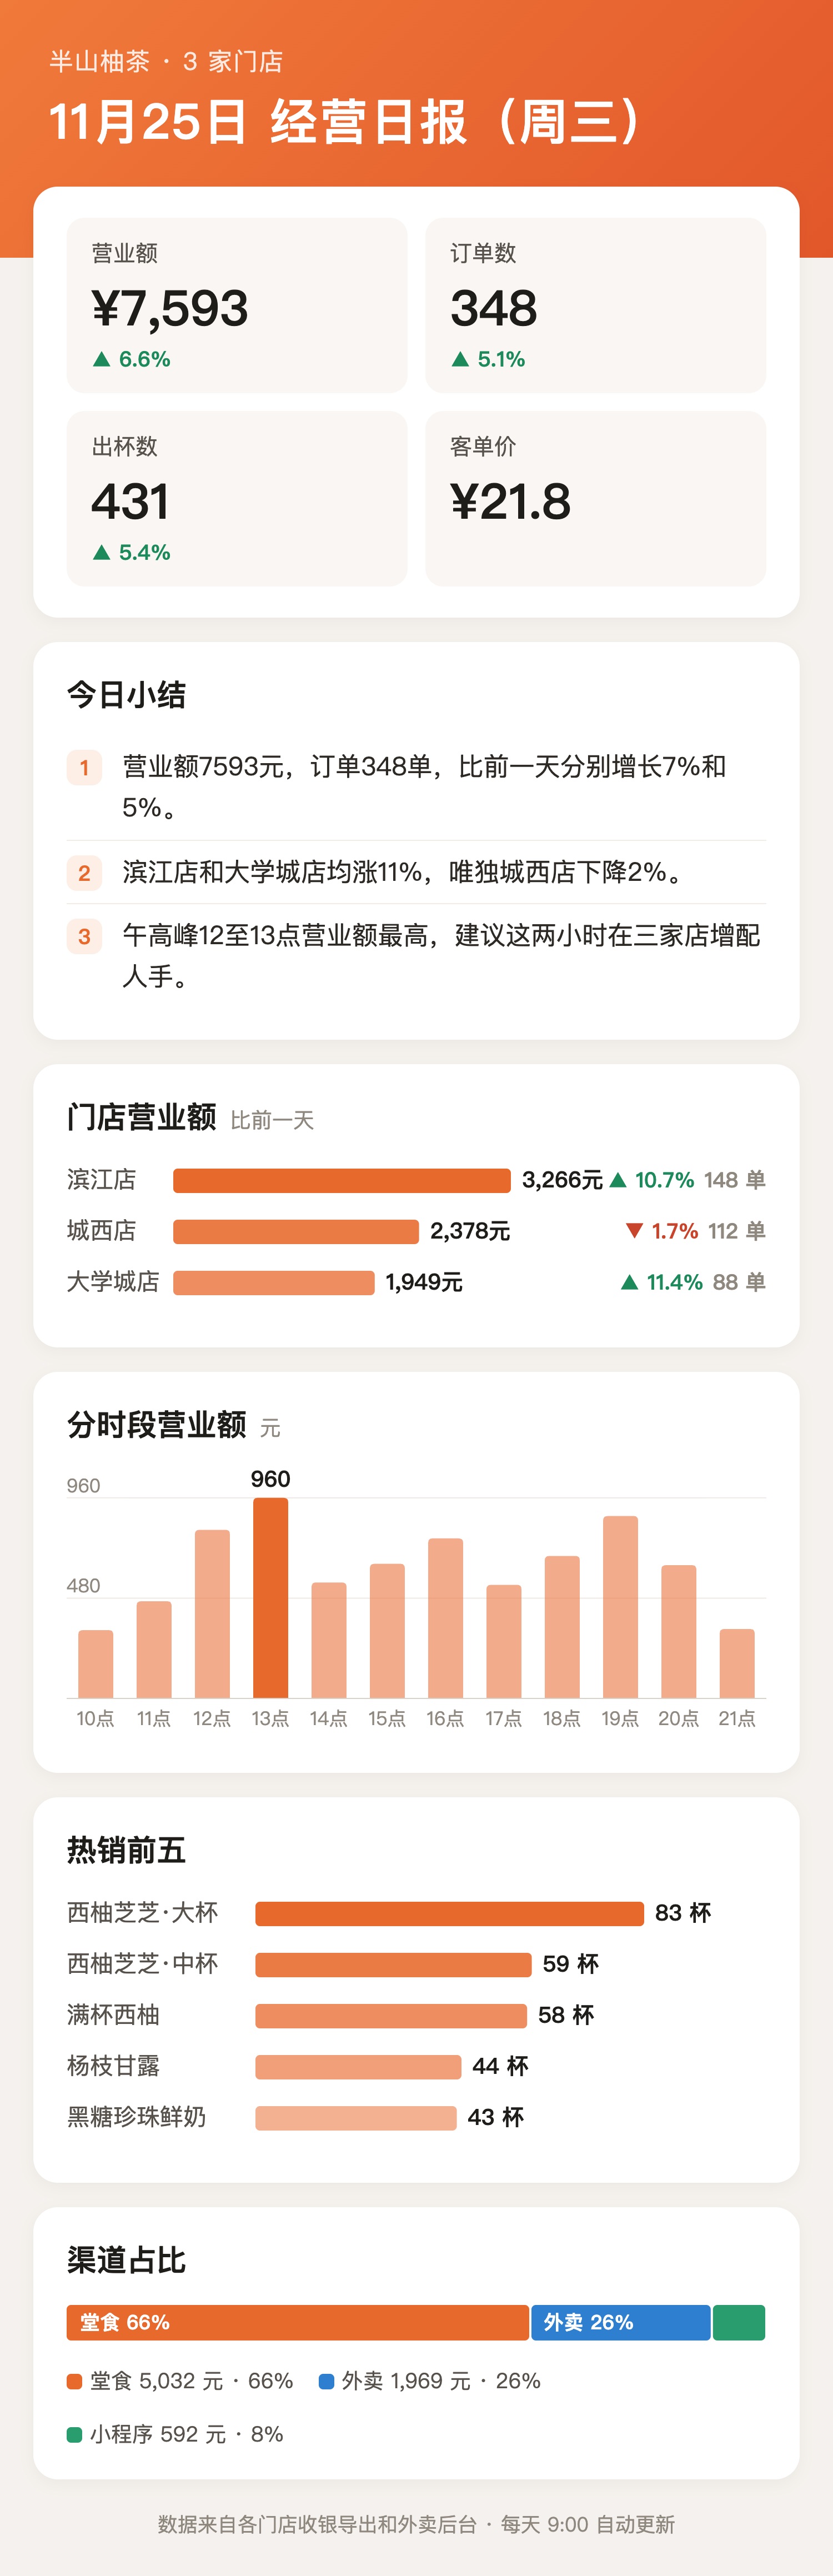 半山柚茶 · 3 家门店
11月25日 经营日报（周三）
营业额
¥7,593
▲ 6.6%
订单数
348
▲ 5.1%
出杯数
431
▲ 5.4%
客单价
¥21.8
今日小结
1 营业额7593元，订单348单，比前一天分别增长7%和
5%。
2 滨江店和大学城店均涨11%，唯独城西店下降2%。
3 午高峰12至13点营业额最高，建议这两小时在三家店增配
人手。
门店营业额 比前一天
滨江店 3,266元 ▲ 10.7% 148 单
城西店 2,378元 ▼ 1.7% 112 单
大学城店 1,949元 ▲ 11.4% 88 单
分时段营业额 元
960
960
480
10点 11点 12点 13点 14点 15点 16点 17点 18点 19点 20点 21点
热销前五
西柚芝芝·大杯 83 杯
西柚芝芝·中杯 59 杯
满杯西柚 58 杯
杨枝甘露 44 杯
黑糖珍珠鲜奶 43 杯
渠道占比
堂食 66% 外卖 26%
堂食 5,032 元 · 66% 外卖 1,969 元 · 26%
小程序 592 元 · 8%
数据来自各门店收银导出和外卖后台 · 每天 9:00 自动更新